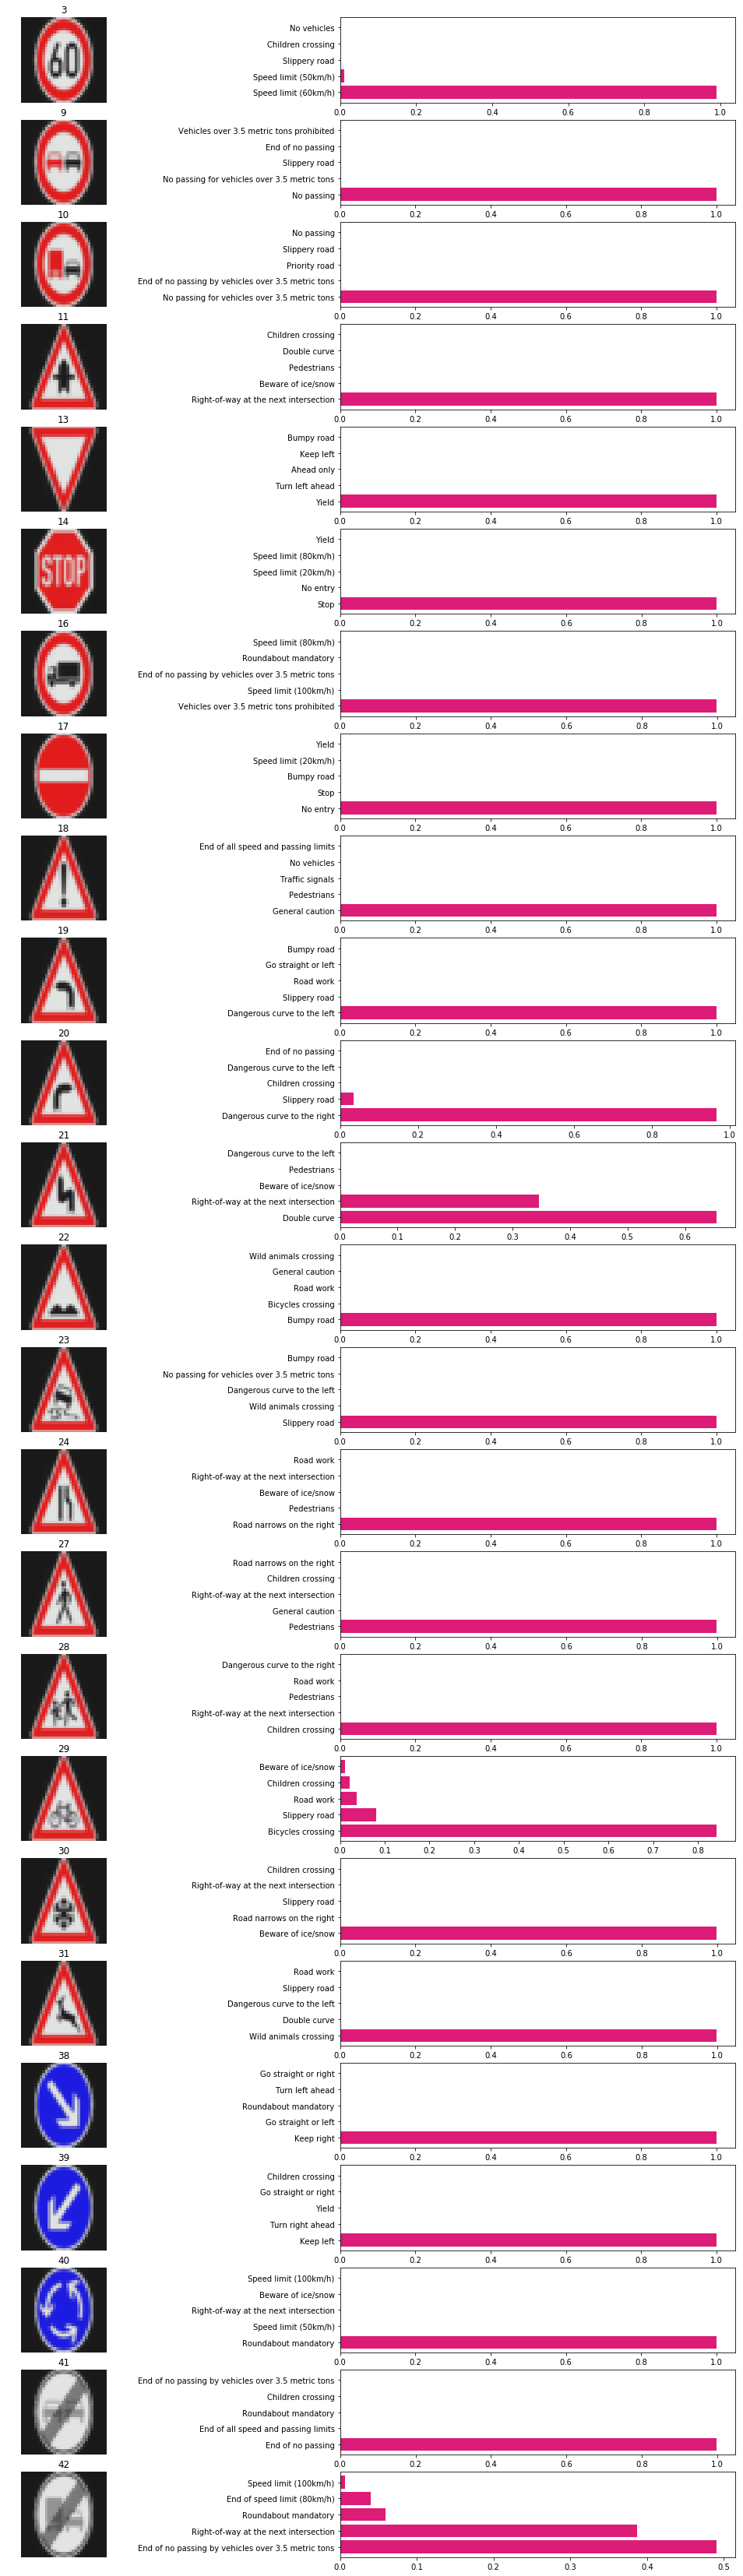 3
60
No vehicles
Children crossing
Slippery road
Speed limit (50km/h)
Speed limit (60km/h)
0.0 0.2 0.4 0.6 0.8 1.0
9
Vehicles over 3.5 metric tons prohibited
End of no passing
Slippery road
No passing for vehicles over 3.5 metric tons
No passing
0.0 0.2 0.4 0.6 0.8 1.0
10
No passing
Slippery road
Priority road
End of no passing by vehicles over 3.5 metric tons
No passing for vehicles over 3.5 metric tons
0.0 0.2 0.4 0.6 0.8 1.0
11
Children crossing
Double curve
Pedestrians
Beware of ice/snow
Right-of-way at the next intersection
0.0 0.2 0.4 0.6 0.8 1.0
13
Bumpy road
Keep left
Ahead only
Turn left ahead
Yield
0.0 0.2 0.4 0.6 0.8 1.0
14
STOP
Yield
Speed limit (80km/h)
Speed limit (20km/h)
No entry
Stop
0.0 0.2 0.4 0.6 0.8 1.0
16
Speed limit (80km/h)
Roundabout mandatory
End of no passing by vehicles over 3.5 metric tons
Speed limit (100km/h)
Vehicles over 3.5 metric tons prohibited
0.0 0.2 0.4 0.6 0.8 1.0
17
Yield
Speed limit (20km/h)
Bumpy road
Stop
No entry
0.0 0.2 0.4 0.6 0.8 1.0
18
!
End of all speed and passing limits
No vehicles
Traffic signals
Pedestrians
General caution
0.0 0.2 0.4 0.6 0.8 1.0
19
Bumpy road
Go straight or left
Road work
Slippery road
Dangerous curve to the left
0.0 0.2 0.4 0.6 0.8 1.0
20
End of no passing
Dangerous curve to the left
Children crossing
Slippery road
Dangerous curve to the right
0.0 0.2 0.4 0.6 0.8 1.0
21
Dangerous curve to the left
Pedestrians
Beware of ice/snow
Right-of-way at the next intersection
Double curve
0.0 0.1 0.2 0.3 0.4 0.5 0.6
22
Wild animals crossing
General caution
Road work
Bicycles crossing
Bumpy road
0.0 0.2 0.4 0.6 0.8 1.0
23
Bumpy road
No passing for vehicles over 3.5 metric tons
Dangerous curve to the left
Wild animals crossing
Slippery road
0.0 0.2 0.4 0.6 0.8 1.0
24
Road work
Right-of-way at the next intersection
Beware of ice/snow
Pedestrians
Road narrows on the right
0.0 0.2 0.4 0.6 0.8 1.0
27
Road narrows on the right
Children crossing
Right-of-way at the next intersection
General caution
Pedestrians
0.0 0.2 0.4 0.6 0.8 1.0
28
Dangerous curve to the right
Road work
Pedestrians
Right-of-way at the next intersection
Children crossing
0.0 0.2 0.4 0.6 0.8 1.0
29
Beware of ice/snow
Children crossing
Road work
Slippery road
Bicycles crossing
0.0 0.1 0.2 0.3 0.4 0.5 0.6 0.7 0.8
30
Children crossing
Right-of-way at the next intersection
Slippery road
Road narrows on the right
Beware of ice/snow
0.0 0.2 0.4 0.6 0.8 1.0
31
Road work
Slippery road
Dangerous curve to the left
Double curve
Wild animals crossing
0.0 0.2 0.4 0.6 0.8 1.0
38
Go straight or right
Turn left ahead
Roundabout mandatory
Go straight or left
Keep right
0.0 0.2 0.4 0.6 0.8 1.0
39
Children crossing
Go straight or right
Yield
Turn right ahead
Keep left
0.0 0.2 0.4 0.6 0.8 1.0
40
Speed limit (100km/h)
Beware of ice/snow
Right-of-way at the next intersection
Speed limit (50km/h)
Roundabout mandatory
0.0 0.2 0.4 0.6 0.8 1.0
41
End of no passing by vehicles over 3.5 metric tons
Children crossing
Roundabout mandatory
End of all speed and passing limits
End of no passing
0.0 0.2 0.4 0.6 0.8 1.0
42
Speed limit (100km/h)
End of speed limit (80km/h)
Roundabout mandatory
Right-of-way at the next intersection
End of no passing by vehicles over 3.5 metric tons
0.0 0.1 0.2 0.3 0.4 0.5